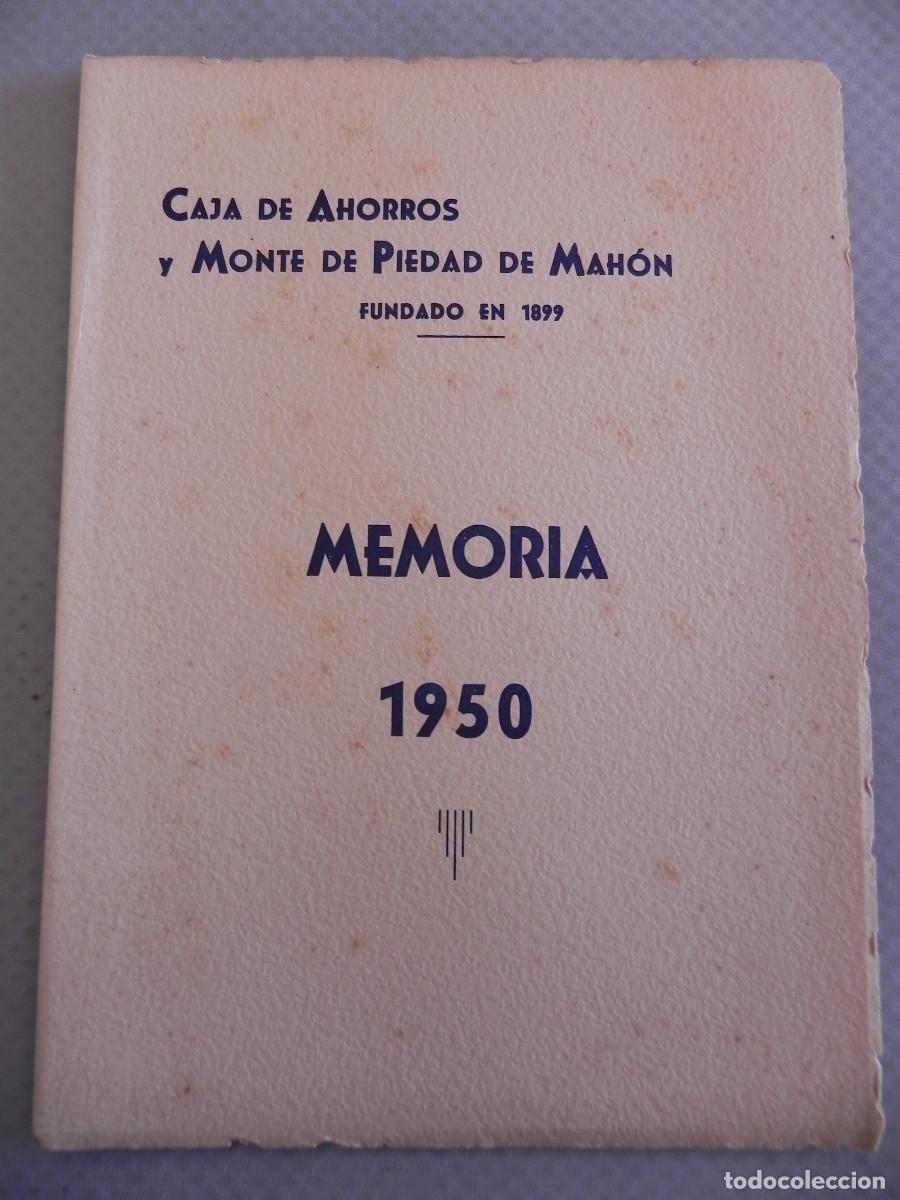 CAJA DE AHORROS
Y MONTE DE PIEDAD DE MAHÓN
FUNDADO EN 1899
MEMORIA
1950
todocoleccion